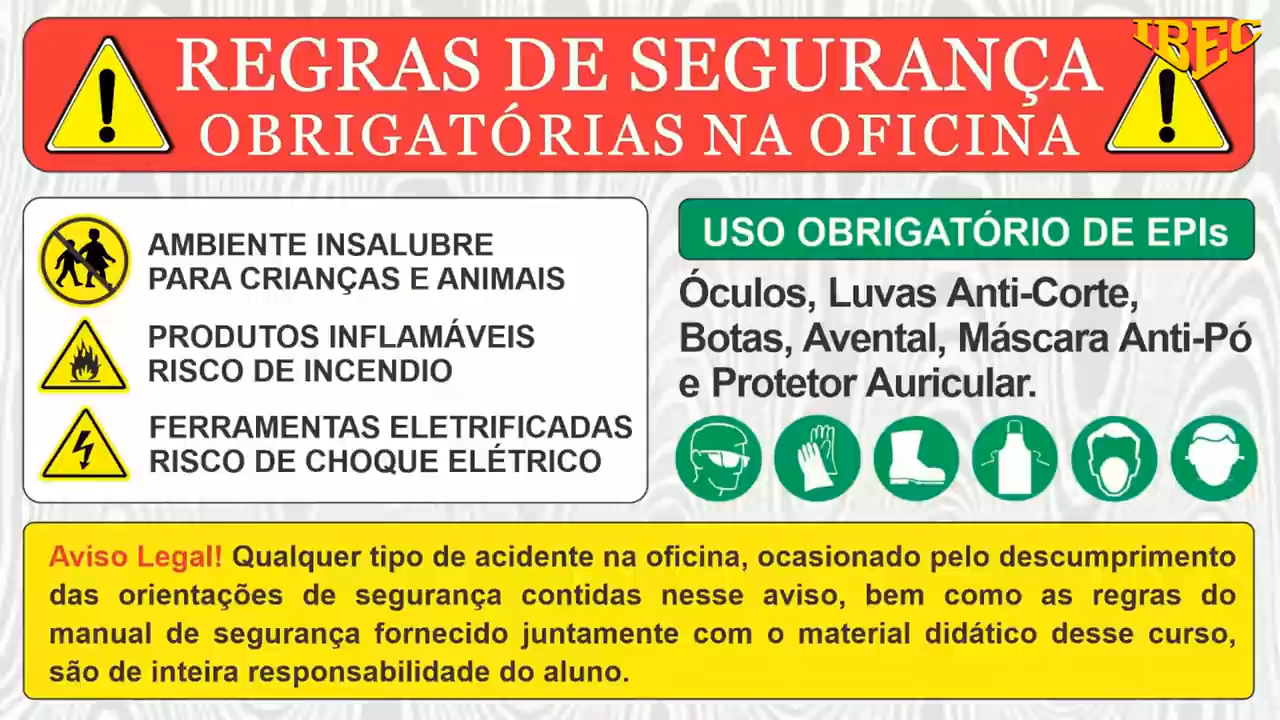 IBEC
REGRAS DE SEGURANÇA
OBRIGATÓRIAS NA OFICINA
AMBIENTE INSALUBRE
PARA CRIANÇAS E ANIMAIS
PRODUTOS INFLAMÁVEIS
RISCO DE INCENDIO
FERRAMENTAS ELETRIFICADAS
RISCO DE CHOQUE ELÉTRICO
USO OBRIGATÓRIO DE EPIs
Óculos, Luvas Anti-Corte,
Botas, Avental, Máscara Anti-Pó
e Protetor Auricular.
Aviso Legal! Qualquer tipo de acidente na oficina, ocasionado pelo descumprimento
das orientações de segurança contidas nesse aviso, bem como as regras do
manual de segurança fornecido juntamente com o material didático desse curso,
são de inteira responsabilidade do aluno.